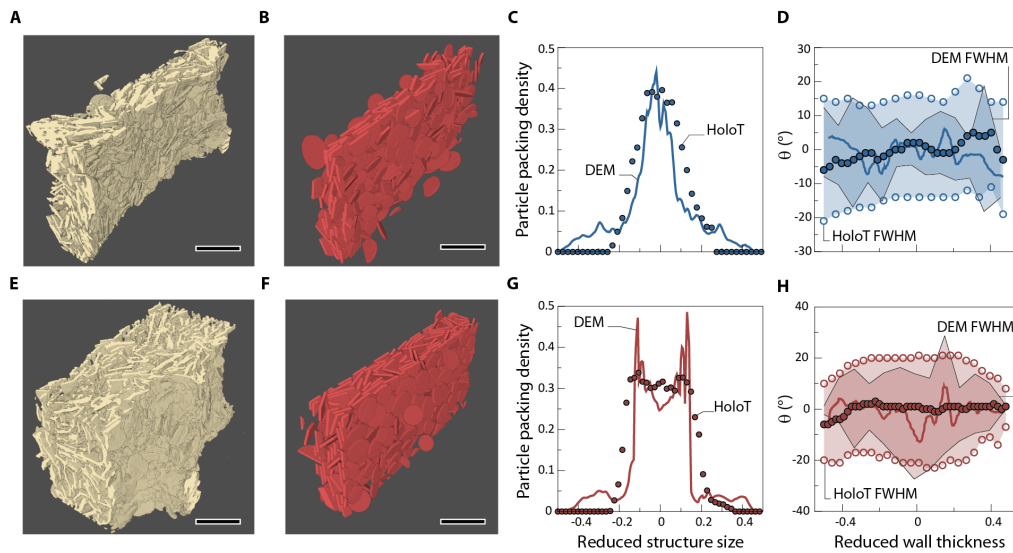 A
B
C
D
Particle packing density
0.5
0.4
0.3
0.2
0.1
0
DEM
HoloT
θ (°)
30
20
10
0
-10
-20
-30
DEM FWHM
HoloT FWHM
E
F
G
H
Particle packing density
0.5
0.4
0.3
0.2
0.1
0
DEM
HoloT
-0.4
-0.2
0
0.2
0.4
Reduced structure size
θ (°)
40
20
0
-20
-40
DEM FWHM
HoloT FWHM
-0.4
0
0.4
Reduced wall thickness